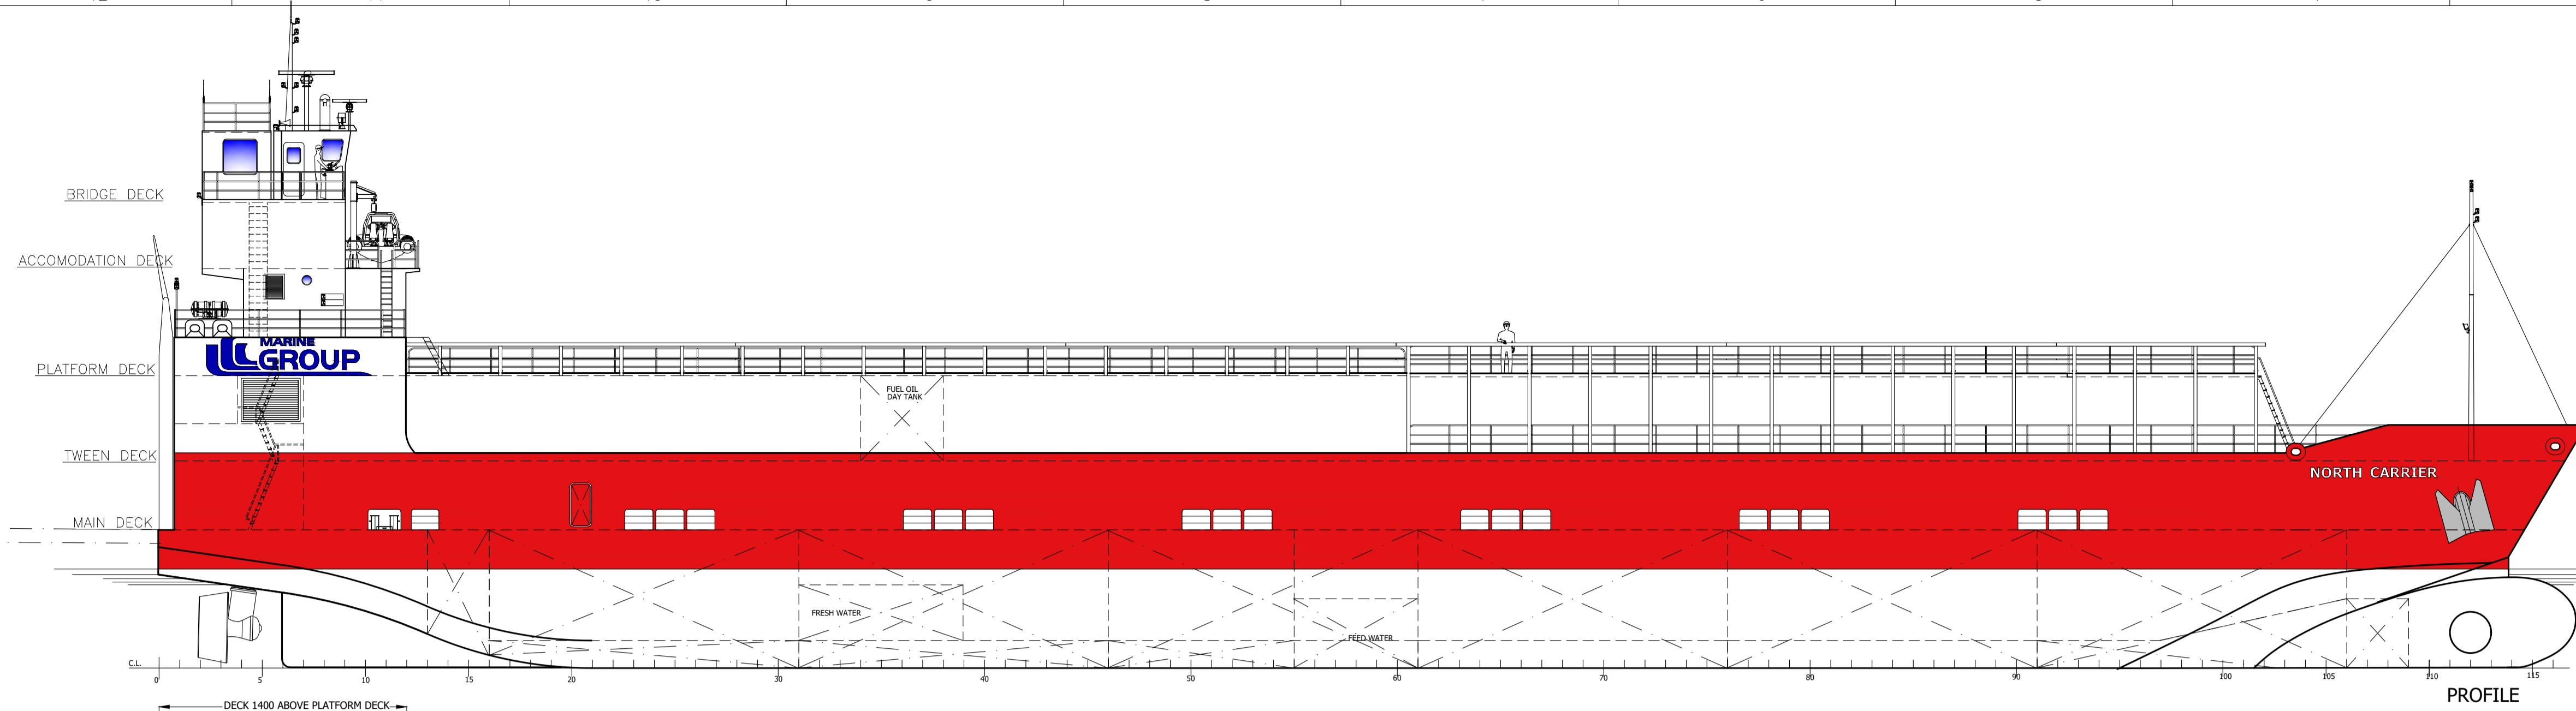 BRIDGE DECK
ACCOMODATION DECK
MARINE
GROUP
PLATFORM DECK
FUEL OIL
DAY TANK
TWEEN DECK
NORTH CARRIER
MAIN DECK
FRESH WATER
FEED WATER
C.L.
0 5 10 15 20 30 40 50 60 70 80 90 100 105 110 115
DECK 1400 ABOVE PLATFORM DECK
PROFILE